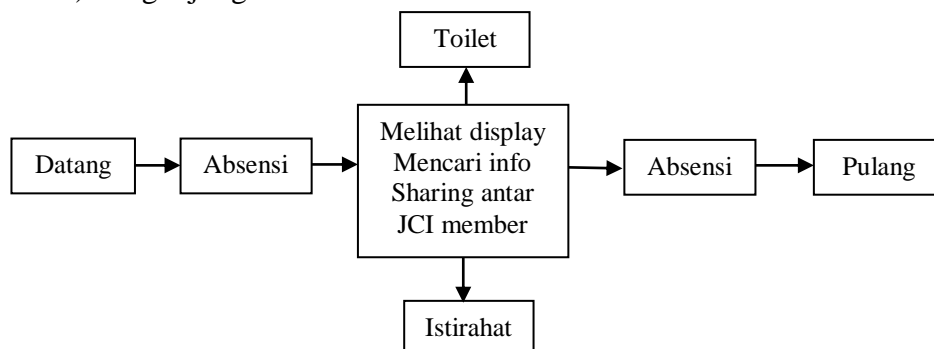 Toilet
Melihat display
Mencari info
Sharing antar
JCI member
Datang
Absensi
Absensi
Pulang
Istirahat